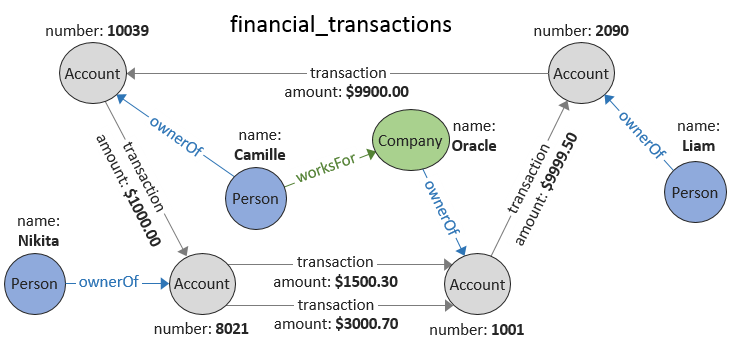 financial_transactions
number: 10039
number: 2090
Account
transaction
amount: $9900.00
Account
ownerOf
name:
Camille
Company
name:
Oracle
worksFor
ownerOf
name:
Liam
transaction
amount: $1000.00
Person
ownerOf
transaction
amount: $9999.50
Person
name:
Nikita
Person
ownerOf
Account
transaction
amount: $1500.30
transaction
amount: $3000.70
Account
number: 8021
number: 1001